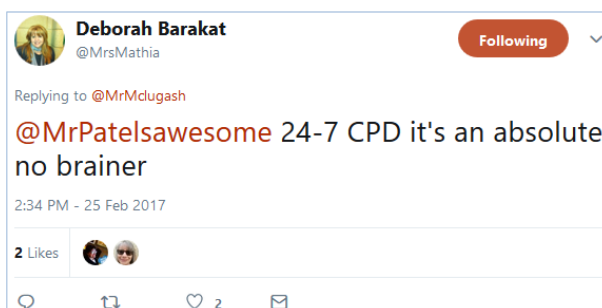 Deborah Barakat
@MrsMathia
Following
Replying to @MrMclugash
@MrPatelsawesome 24-7 CPD it's an absolute
no brainer
2:34 PM - 25 Feb 2017
2 Likes
2